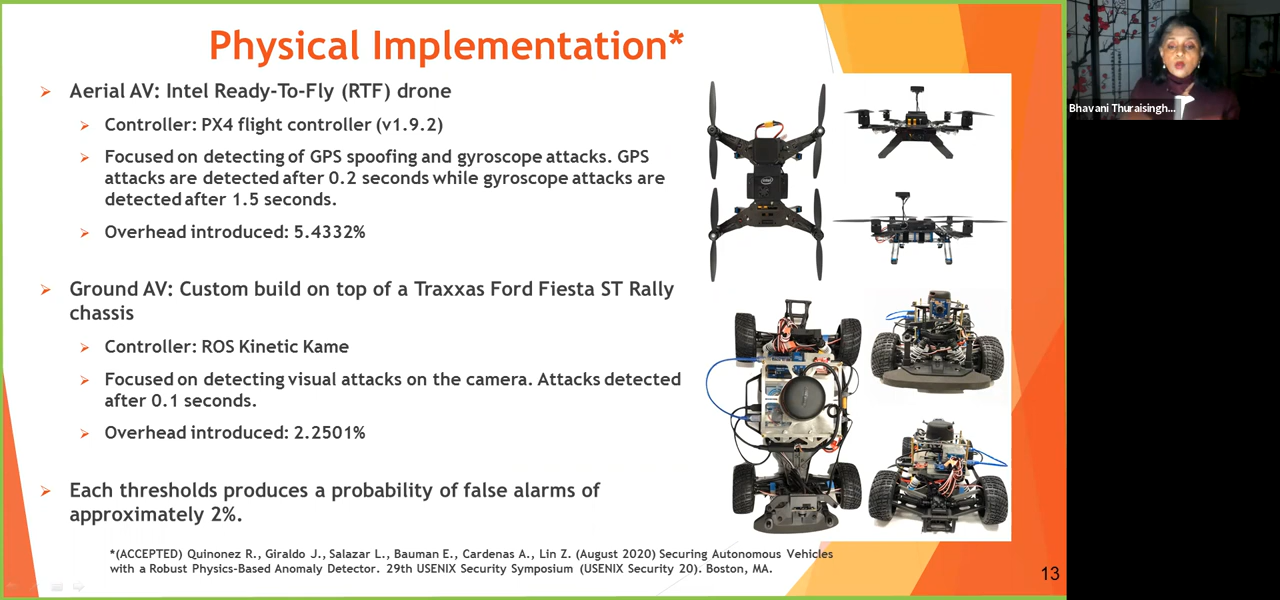 Physical Implementation*
Aerial AV: Intel Ready-To-Fly (RTF) drone
Controller: PX4 flight controller (v1.9.2)
Focused on detecting of GPS spoofing and gyroscope attacks. GPS
attacks are detected after 0.2 seconds while gyroscope attacks are
detected after 1.5 seconds.
Overhead introduced: 5.4332%
Ground AV: Custom build on top of a Traxxas Ford Fiesta ST Rally
chassis
Controller: ROS Kinetic Kame
Focused on detecting visual attacks on the camera. Attacks detected
after 0.1 seconds.
Overhead introduced: 2.2501%
Each thresholds produces a probability of false alarms of
approximately 2%.
*(ACCEPTED) Quinonez R., Giraldo J., Salazar L., Bauman E., Cardenas A., Lin Z. (August 2020) Securing Autonomous Vehicles
with a Robust Physics-Based Anomaly Detector. 29th USENIX Security Symposium (USENIX Security 20). Boston, MA.
13
Bhavani Thuraisingh...
intel